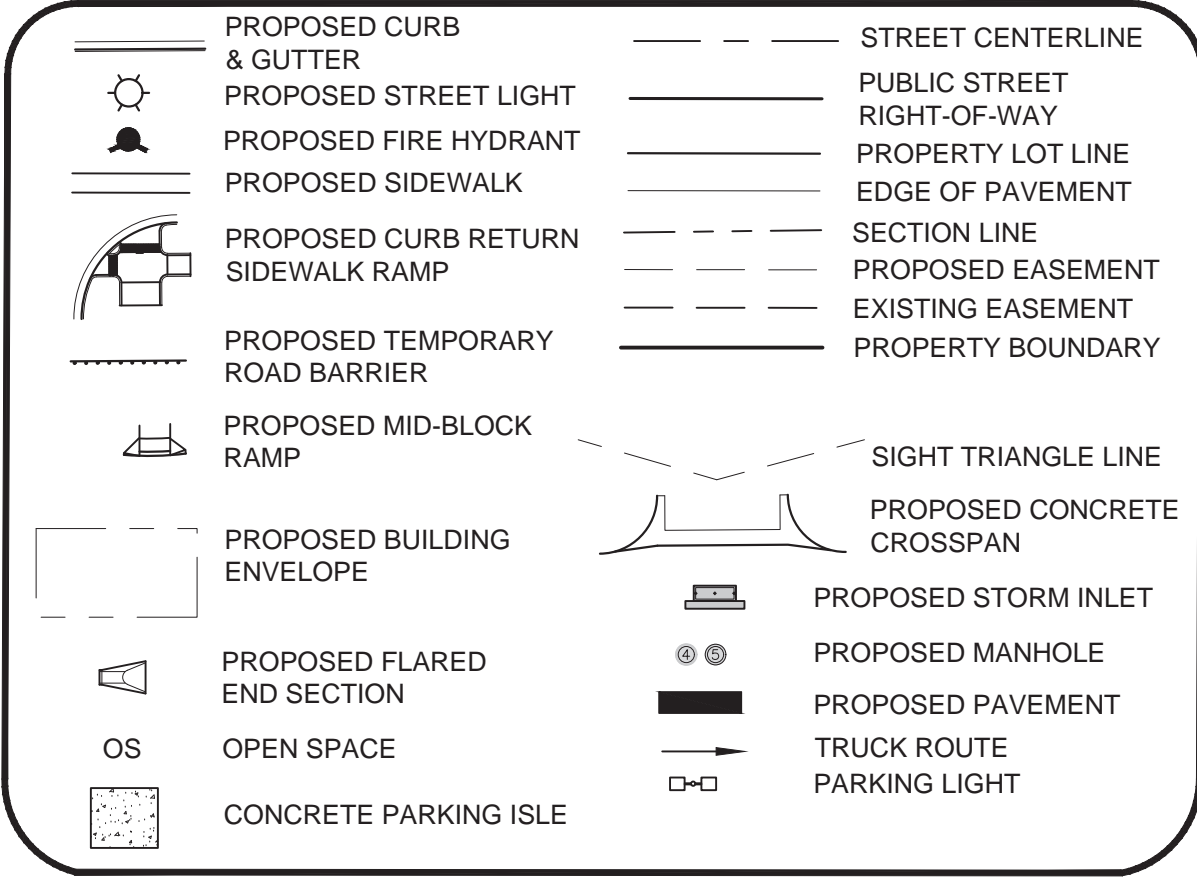 PROPOSED CURB
& GUTTER
PROPOSED STREET LIGHT
PROPOSED FIRE HYDRANT
PROPOSED SIDEWALK
PROPOSED CURB RETURN
SIDEWALK RAMP
PROPOSED TEMPORARY
ROAD BARRIER
PROPOSED MID-BLOCK
RAMP
PROPOSED BUILDING
ENVELOPE
PROPOSED FLARED
END SECTION
OS OPEN SPACE
CONCRETE PARKING ISLE
STREET CENTERLINE
PUBLIC STREET
RIGHT-OF-WAY
PROPERTY LOT LINE
EDGE OF PAVEMENT
SECTION LINE
PROPOSED EASEMENT
EXISTING EASEMENT
PROPERTY BOUNDARY
SIGHT TRIANGLE LINE
PROPOSED CONCRETE
CROSSPAN
PROPOSED STORM INLET
4 5 PROPOSED MANHOLE
PROPOSED PAVEMENT
TRUCK ROUTE
PARKING LIGHT